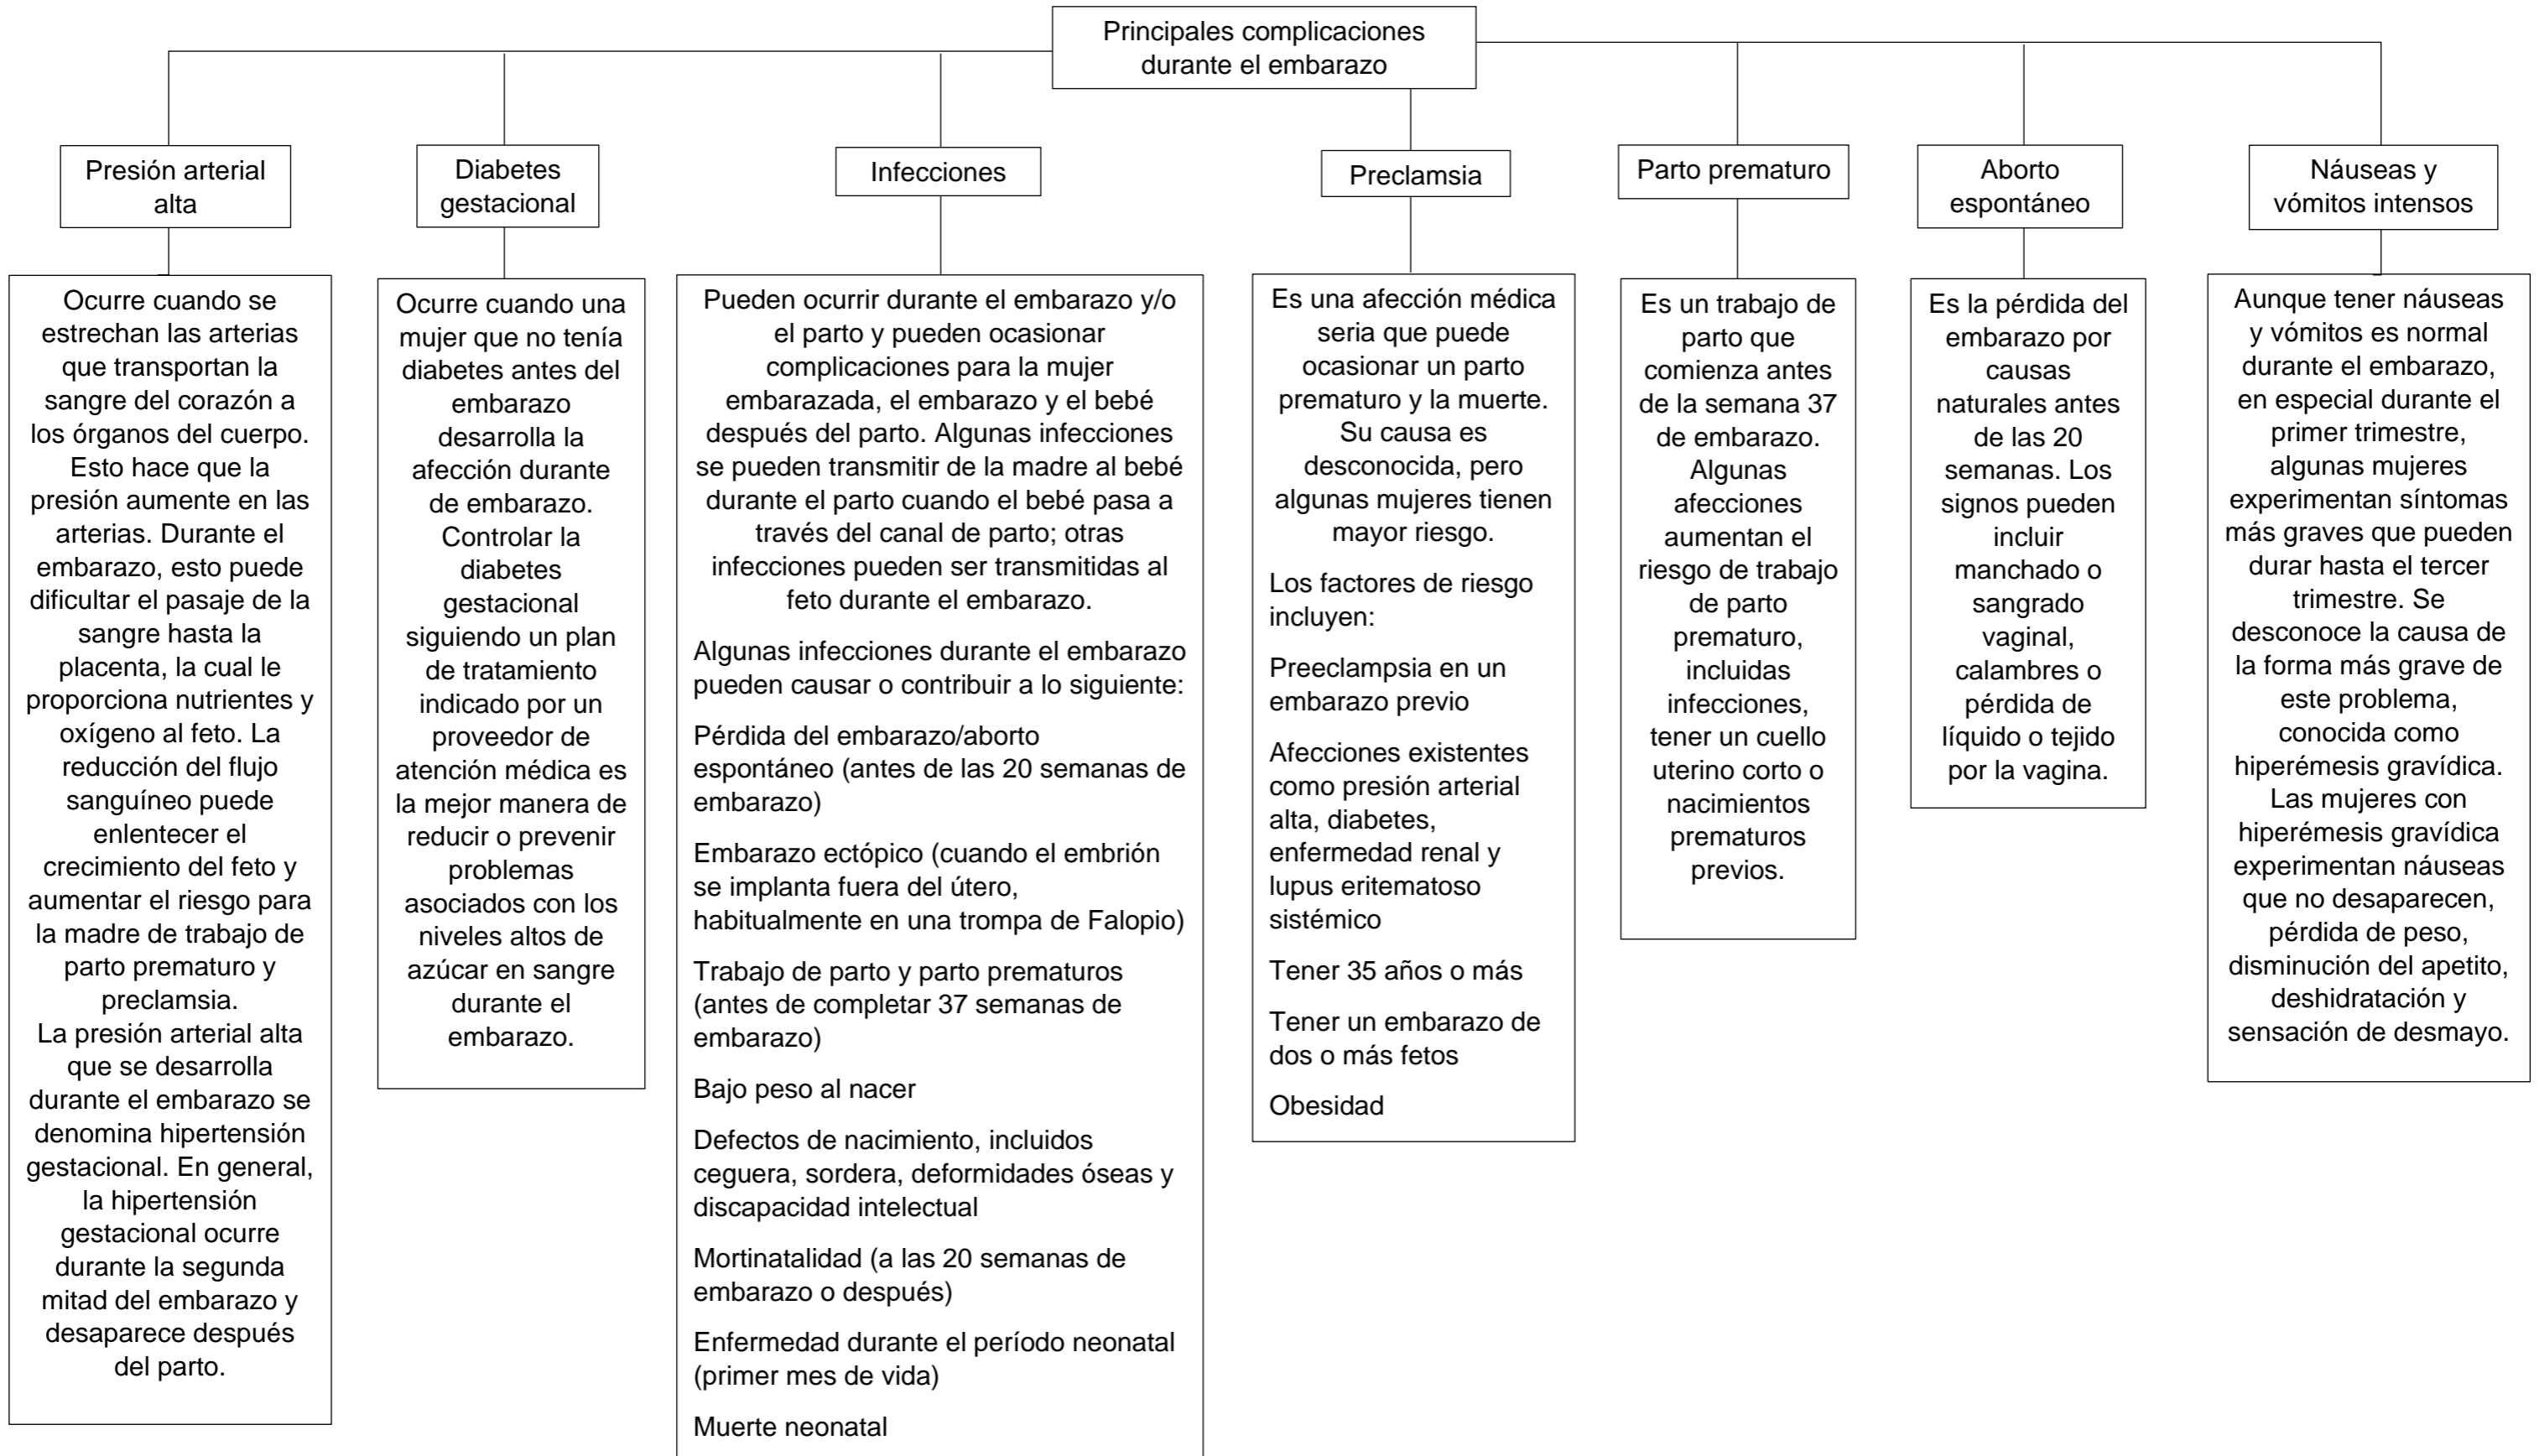 Principales complicaciones
durante el embarazo
Presión arterial
alta
Diabetes
gestacional
Infecciones
Preclamsia
Parto prematuro
Aborto
espontáneo
Náuseas y
vómitos intensos
Ocurre cuando se
estrechan las arterias
que transportan la
sangre del corazón a
los órganos del cuerpo.
Esto hace que la
presión aumente en las
arterias. Durante el
embarazo, esto puede
dificultar el pasaje de la
sangre hasta la
placenta, la cual le
proporciona nutrientes y
oxígeno al feto. La
reducción del flujo
sanguíneo puede
enlentecer el
crecimiento del feto y
aumentar el riesgo para
la madre de trabajo de
parto prematuro y
preclamsia.
La presión arterial alta
que se desarrolla
durante el embarazo se
denomina hipertensión
gestacional. En general,
la hipertensión
gestacional ocurre
durante la segunda
mitad del embarazo y
desaparece después
del parto.
Ocurre cuando una
mujer que no tenía
diabetes antes del
embarazo
desarrolla la
afección durante
de embarazo.
Controlar la
diabetes
gestacional
siguiendo un plan
de tratamiento
indicado por un
proveedor de
atención médica es
la mejor manera de
reducir o prevenir
problemas
asociados con los
niveles altos de
azúcar en sangre
durante el
embarazo.
Pueden ocurrir durante el embarazo y/o
el parto y pueden ocasionar
complicaciones para la mujer
embarazada, el embarazo y el bebé
después del parto. Algunas infecciones
se pueden transmitir de la madre al bebé
durante el parto cuando el bebé pasa a
través del canal de parto; otras
infecciones pueden ser transmitidas al
feto durante el embarazo.
Algunas infecciones durante el embarazo
pueden causar o contribuir a lo siguiente:
Pérdida del embarazo/aborto
espontáneo (antes de las 20 semanas de
embarazo)
Embarazo ectópico (cuando el embrión
se implanta fuera del útero,
habitualmente en una trompa de Falopio)
Trabajo de parto y parto prematuros
(antes de completar 37 semanas de
embarazo)
Bajo peso al nacer
Defectos de nacimiento, incluidos
ceguera, sordera, deformidades óseas y
discapacidad intelectual
Mortinatalidad (a las 20 semanas de
embarazo o después)
Enfermedad durante el período neonatal
(primer mes de vida)
Muerte neonatal
Es una afección médica
seria que puede
ocasionar un parto
prematuro y la muerte.
Su causa es
desconocida, pero
algunas mujeres tienen
mayor riesgo.
Los factores de riesgo
incluyen:
Preeclampsia en un
embarazo previo
Afecciones existentes
como presión arterial
alta, diabetes,
enfermedad renal y
lupus eritematoso
sistémico
Tener 35 años o más
Tener un embarazo de
dos o más fetos
Obesidad
Es un trabajo de
parto que
comienza antes
de la semana 37
de embarazo.
Algunas
afecciones
aumentan el
riesgo de trabajo
de parto
prematuro,
incluidas
infecciones,
tener un cuello
uterino corto o
nacimientos
prematuros
previos.
Es la pérdida del
embarazo por
causas
naturales antes
de las 20
semanas. Los
signos pueden
incluir
manchado o
sangrado
vaginal,
calambres o
pérdida de
líquido o tejido
por la vagina.
Aunque tener náuseas
y vómitos es normal
durante el embarazo,
en especial durante el
primer trimestre,
algunas mujeres
experimentan síntomas
más graves que pueden
durar hasta el tercer
trimestre. Se
desconoce la causa de
la forma más grave de
este problema,
conocida como
hiperémesis gravídica.
Las mujeres con
hiperémesis gravídica
experimentan náuseas
que no desaparecen,
pérdida de peso,
disminución del apetito,
deshidratación y
sensación de desmayo.